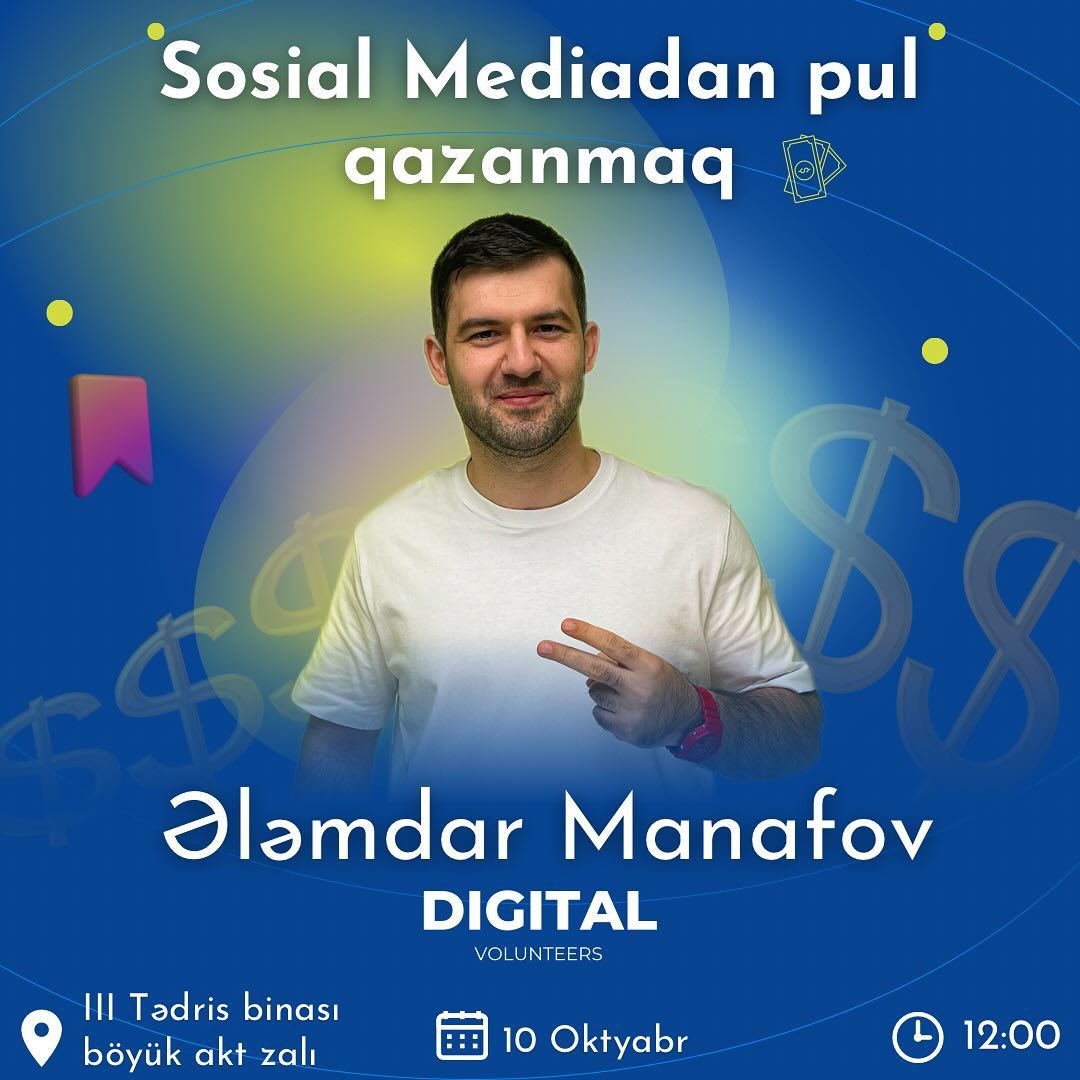 Sosial Mediadan pul
qazanmaq
Ələmdar Manafov
DIGITAL
VOLUNTEERS
III Tədris binası
böyük akt zalı
10 Oktyabr
12:00